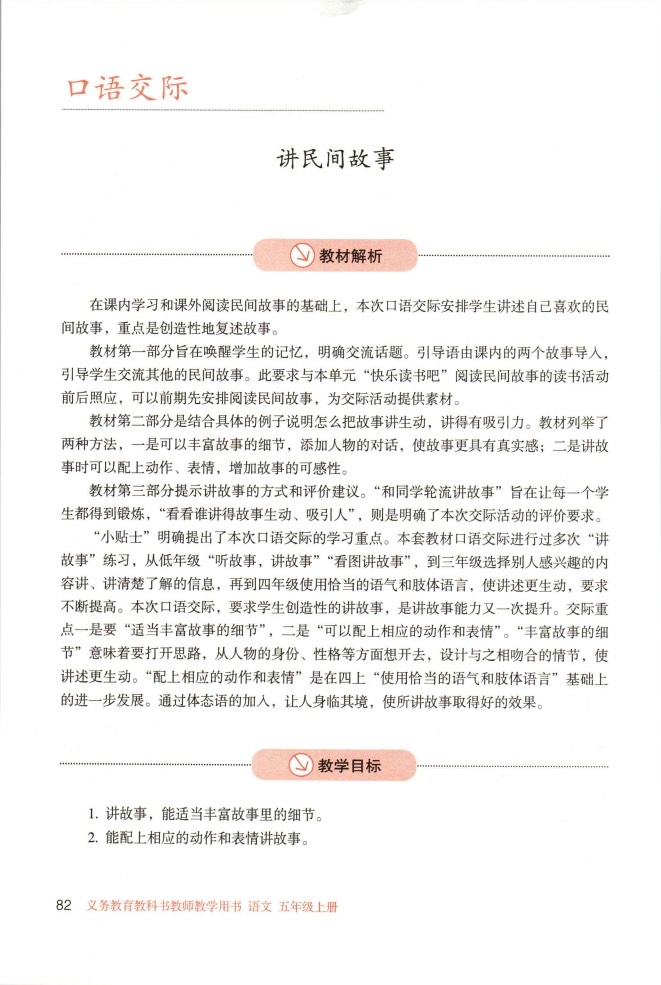 口语交际
讲民间故事
教材解析
在课内学习和课外阅读民间故事的基础上，本次口语交际安排学生讲述自己喜欢的民
间故事，重点是创造性地复述故事。
教材第一部分旨在唤醒学生的记忆，明确交流话题。引导语由课内的两个故事导入，
引导学生交流其他的民间故事。此要求与本单元“快乐读书吧”阅读民间故事的读书活动
前后照应，可以前期先安排阅读民间故事，为交际活动提供素材。
教材第二部分是结合具体的例子说明怎么把故事讲生动，讲得有吸引力。教材列举了
两种方法，一是可以丰富故事的细节，添加人物的对话，使故事更具有真实感；二是讲故
事时可以配上动作、表情，增加故事的可感性。
教材第三部分提示讲故事的方式和评价建议。“和同学轮流讲故事”旨在让每一个学
生都得到锻炼，“看看谁讲得故事生动、吸引人”，则是明确了本次交际活动的评价要求。
“小贴士”明确提出了本次口语交际的学习重点。本套教材口语交际进行过多次“讲
故事”练习，从低年级“听故事，讲故事”“看图讲故事”，到三年级选择别人感兴趣的内
容讲、讲清楚了解的信息，再到四年级使用恰当的语气和肢体语言，使讲述更生动，要求
不断提高。本次口语交际，要求学生创造性的讲故事，是讲故事能力又一次提升。交际重
点一是要“适当丰富故事的细节”，二是“可以配上相应的动作和表情”。“丰富故事的细
节”意味着要打开思路，从人物的身份、性格等方面想开去，设计与之相吻合的情节，使
讲述更生动。“配上相应的动作和表情”是在四上“使用恰当的语气和肢体语言”基础上
的进一步发展。通过体态语的加入，让人身临其境，使所讲故事取得好的效果。
教学目标
1. 讲故事，能适当丰富故事里的细节。
2. 能配上相应的动作和表情讲故事。
82 义务教育教科书教师教学用书 语文 五年级上册